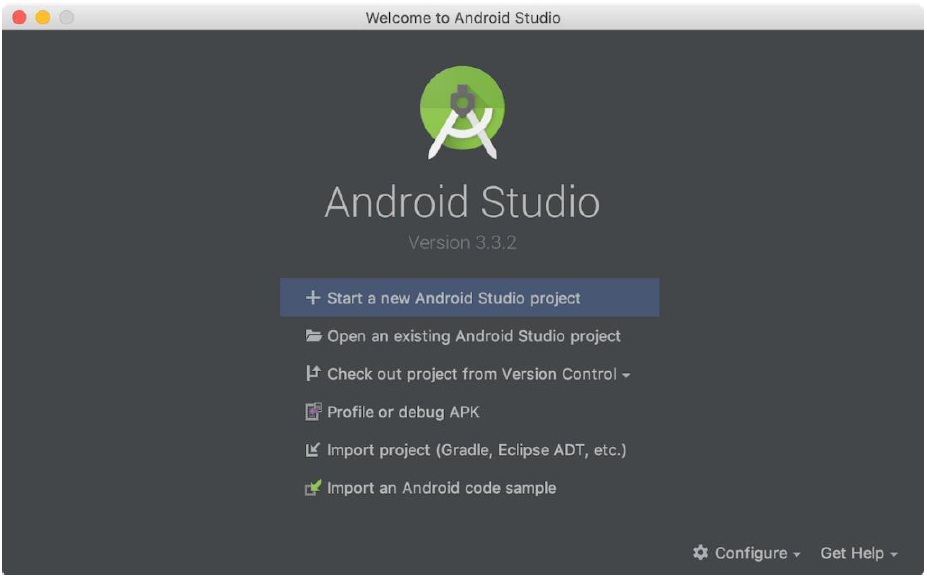 Welcome to Android Studio
Android Studio
Version 3.3.2
Start a new Android Studio project
Open an existing Android Studio project
Check out project from Version Control
Profile or debug APK
Import project (Gradle, Eclipse ADT, etc.)
Import an Android code sample
Configure Get Help